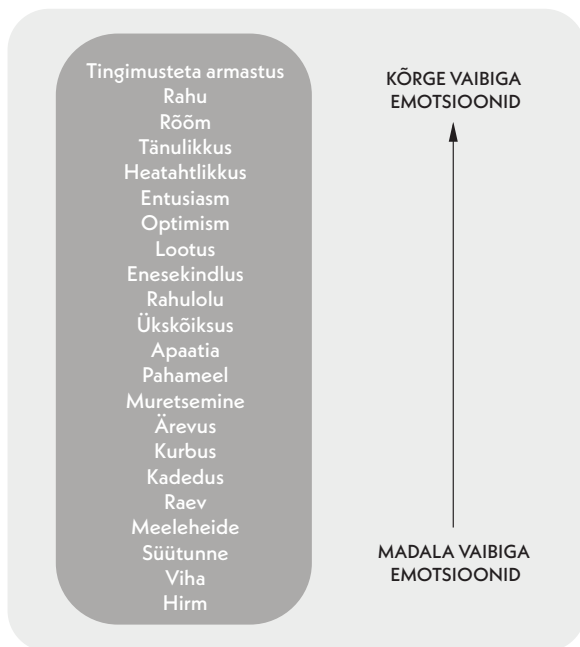 Tingimusteta armastus
Rahu
Rõõm
Tänulikkus
Heatahtlikkus
Entusiasm
Optimism
Lootus
Enesekindlus
Rahulolu
Ükskõiksus
Apaatia
Pahameel
Muretsemine
Ärevus
Kurbus
Kadedus
Raev
Meeleheide
Süütunne
Viha
Hirm
KÕRGE VAIBIGA
EMOTSIOONID
MADALA VAIBIGA
EMOTSIOONID